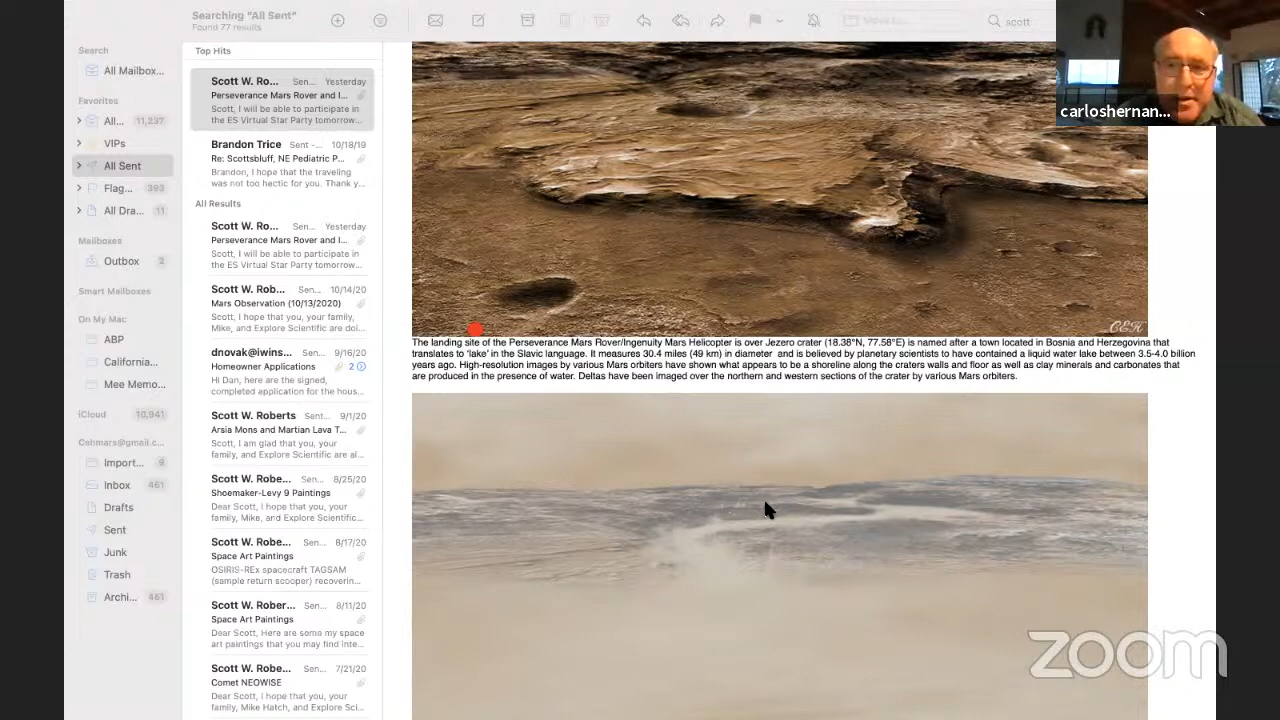 Searching "All Sent"
Found 77 results
scott
carloshernan...
Search
All Mailbox...
Favorites
All... 11,237
VIPs
All Sent
Flag... 393
All Dra... 11
Mailboxes
Outbox 2
Smart Mailboxes
On My Mac
ABP
California...
Mee Memo...
iCloud 10,941
Cehmars@gmail.c...
Import... 9
Inbox 461
Drafts
Sent
Junk
Trash
Archi... 461
Top Hits
Scott W. Ro... Sen... Yesterday
Perseverance Mars Rover and I...
Scott, I will be able to participate in
the ES Virtual Star Party tomorrow...
Brandon Trice Sent -... 10/18/19
Re: Scottsbluff, NE Pediatric P...
Brandon, I hope that the traveling
was not too hectic for you. Thank y...
All Results
Scott W. Ro... Sen... Yesterday
Perseverance Mars Rover and I...
Scott, I will be able to participate in
the ES Virtual Star Party tomorrow...
Scott W. Rob... Sen... 10/14/20
Mars Observation (10/13/2020)
Scott, I hope that you, your family,
Mike, and Explore Scientific are doi...
dnovak@iwins... Sen... 9/16/20
Homeowner Applications 2
Hi Dan, here are the signed,
completed application for the hous...
Scott W. Roberts Sent... 9/1/20
Arsia Mons and Martian Lava T...
Scott, I am glad that you, your
family, and Explore Scientific are al...
Scott W. Robe... Sen... 8/25/20
Shoemaker-Levy 9 Paintings
Dear Scott, I hope that you, your
family, Mike, and Explore Scientific...
Scott W. Robe... Sen... 8/17/20
Space Art Paintings
OSIRIS-REx spacecraft TAGSAM
(sample return scooper) recoverin...
Scott W. Rober... Sen... 8/11/20
Space Art Paintings
Dear Scott, Here are some my space
art paintings that you may find inte...
Scott W. Robe... Sen... 7/21/20
Comet NEOWISE
Dear Scott, I hope that you, your
family, Mike Hatch, and Explore Sci...
CEH
The landing site of the Perseverance Mars Rover/Ingenuity Mars Helicopter is over Jezero crater (18.38°N, 77.58°E) is named after a town located in Bosnia and Herzegovina that
translates to 'lake' in the Slavic language. It measures 30.4 miles (49 km) in diameter and is believed by planetary scientists to have contained a liquid water lake between 3.5-4.0 billion
years ago. High-resolution images by various Mars orbiters have shown what appears to be a shoreline along the craters walls and floor as well as clay minerals and carbonates that
are produced in the presence of water. Deltas have been imaged over the northern and western sections of the crater by various Mars orbiters.
zoom